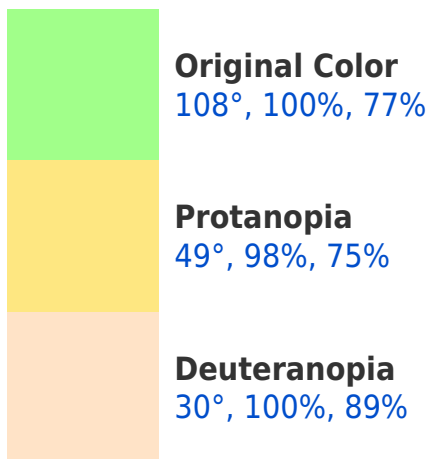 Original Color
108°, 100%, 77%
Protanopia
49°, 98%, 75%
Deuteranopia
30°, 100%, 89%